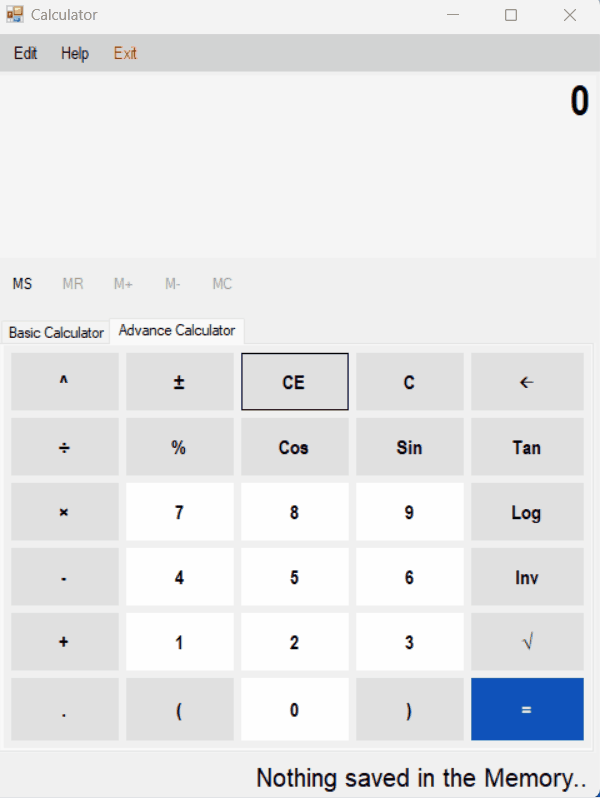 Calculator
Edit Help Exit
0
MS MR M+ M- MC
Basic Calculator Advance Calculator
^ ± CE C ←
÷ % Cos Sin Tan
× 7 8 9 Log
- 4 5 6 Inv
+ 1 2 3 √
. ( 0 ) =
Nothing saved in the Memory..